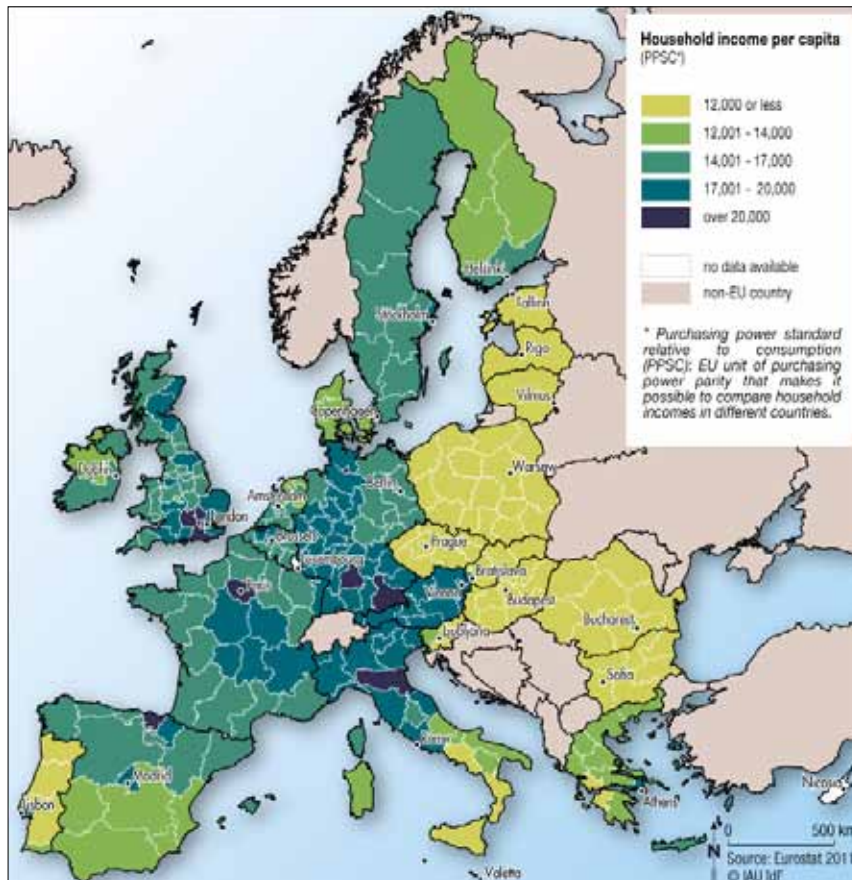 Household income per capita
(PPSC*)
12,000 or less
12,001 - 14,000
14,001 - 17,000
17,001 - 20,000
over 20,000
no data available
non-EU country
* Purchasing power standard
relative to consumption
(PPSC): EU unit of purchasing
power parity that makes it
possible to compare household
incomes in different countries.
Helsinki
Tallinn
Stockholm
Riga
Vilnius
Copenhagen
Dublin
Warsaw
Berlin
Amsterdam
London
Brussels
Prague
Luxembourg
Paris
Bratislava
Vienna
Budapest
Ljubljana
Bucharest
Sofia
Rome
Madrid
Lisbon
Athens
Nicosia
Valetta
0 500 km
N
Source: Eurostat 2011
© IAU IdF